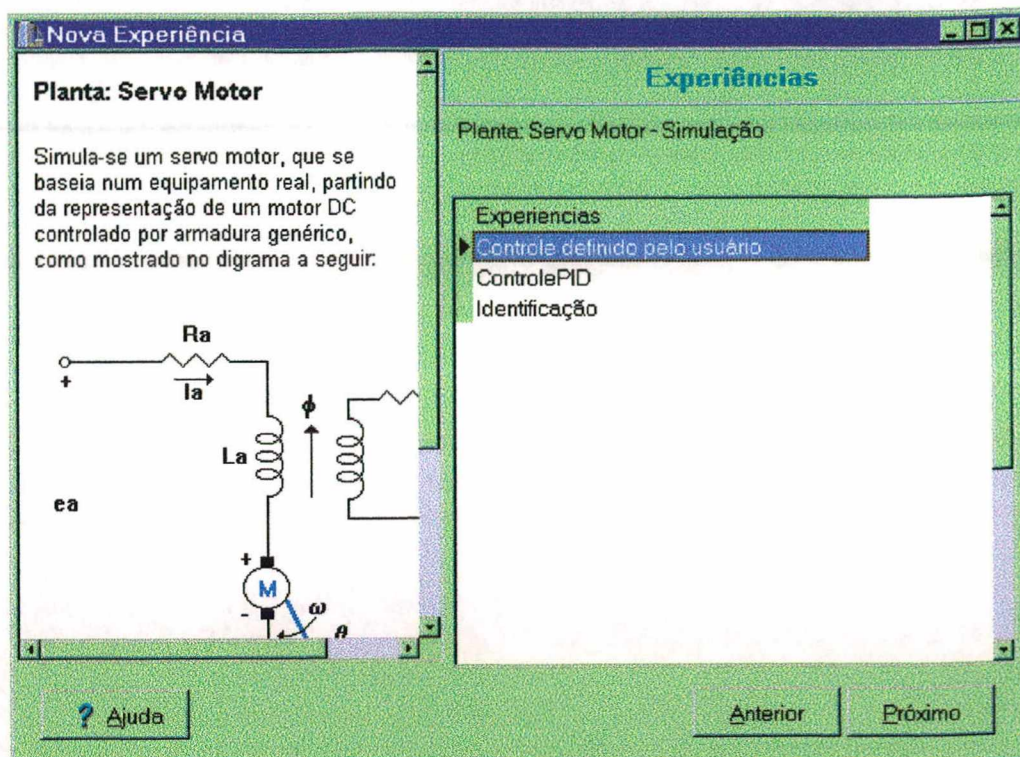 Nova Experiência
Planta: Servo Motor
Simula-se um servo motor, que se
baseia num equipamento real, partindo
da representação de um motor DC
controlado por armadura genérico,
como mostrado no digrama a seguir:
Ra
+
Ia
ϕ
La
ea
+
M
-
ω
θ
Experiências
Planta: Servo Motor - Simulação
Experiencias
Controle definido pelo usuário
ControlePID
Identificação
? Ajuda
Anterior
Próximo